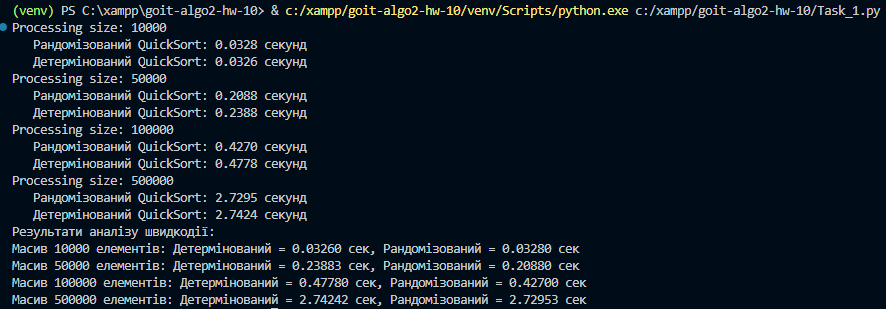 (venv) PS C:\xampp\goit-algo2-hw-10> & c:/xampp/goit-algo2-hw-10/venv/Scripts/python.exe c:/xampp/goit-algo2-hw-10/Task_1.py
Processing size: 10000
Рандомізований QuickSort: 0.0328 секунд
Детермінований QuickSort: 0.0326 секунд
Processing size: 50000
Рандомізований QuickSort: 0.2088 секунд
Детермінований QuickSort: 0.2388 секунд
Processing size: 100000
Рандомізований QuickSort: 0.4270 секунд
Детермінований QuickSort: 0.4778 секунд
Processing size: 500000
Рандомізований QuickSort: 2.7295 секунд
Детермінований QuickSort: 2.7424 секунд
Результати аналізу швидкодії:
Масив 10000 елементів: Детермінований = 0.03260 сек, Рандомізований = 0.03280 сек
Масив 50000 елементів: Детермінований = 0.23883 сек, Рандомізований = 0.20880 сек
Масив 100000 елементів: Детермінований = 0.47780 сек, Рандомізований = 0.42700 сек
Масив 500000 елементів: Детермінований = 2.74242 сек, Рандомізований = 2.72953 сек